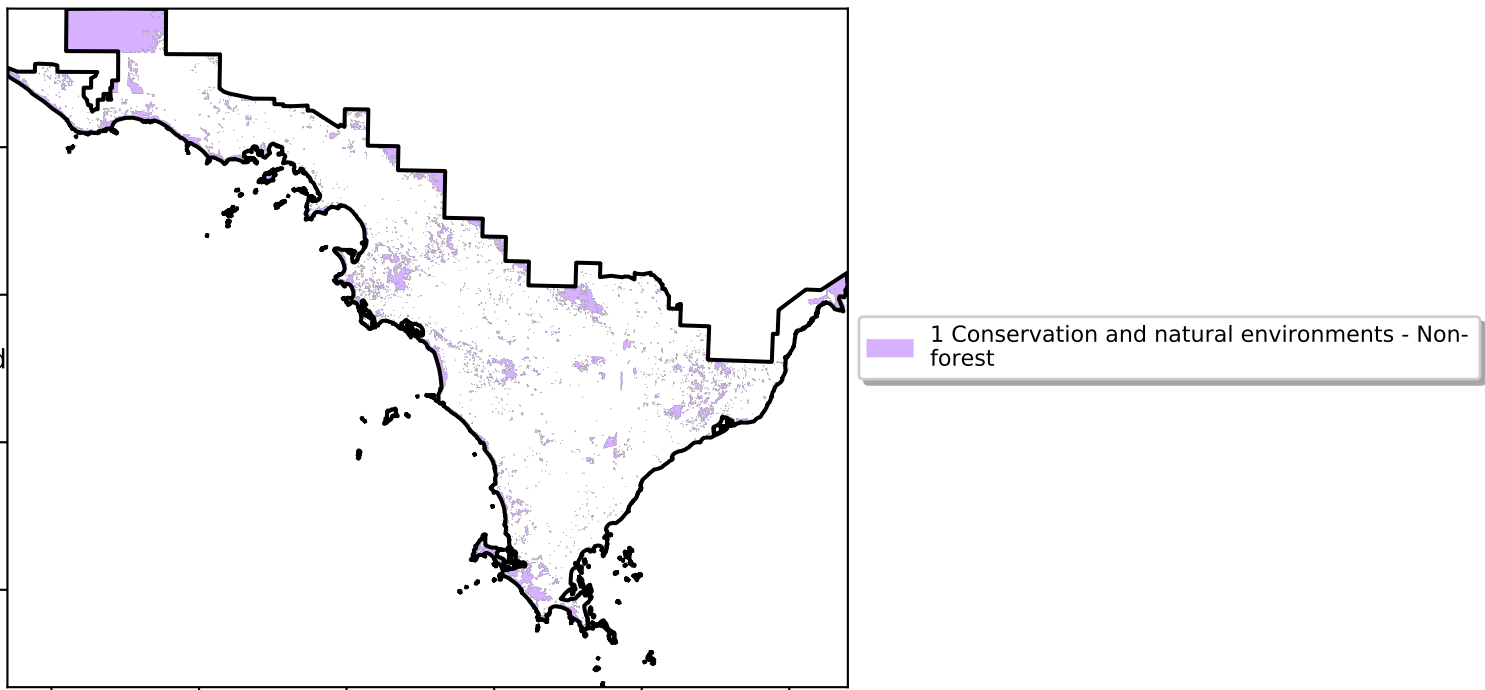 1 Conservation and natural environments - Non-
forest